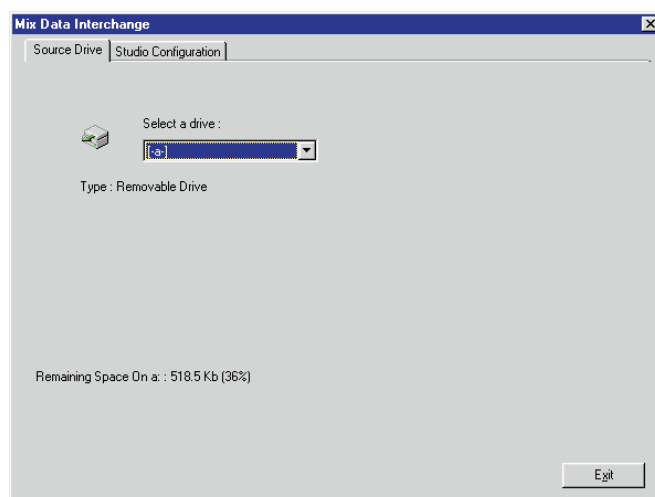 Mix Data Interchange
Source Drive
Studio Configuration
Select a drive :
[-a-]
Type : Removable Drive
Remaining Space On a: : 518.5 Kb (36%)
Exit